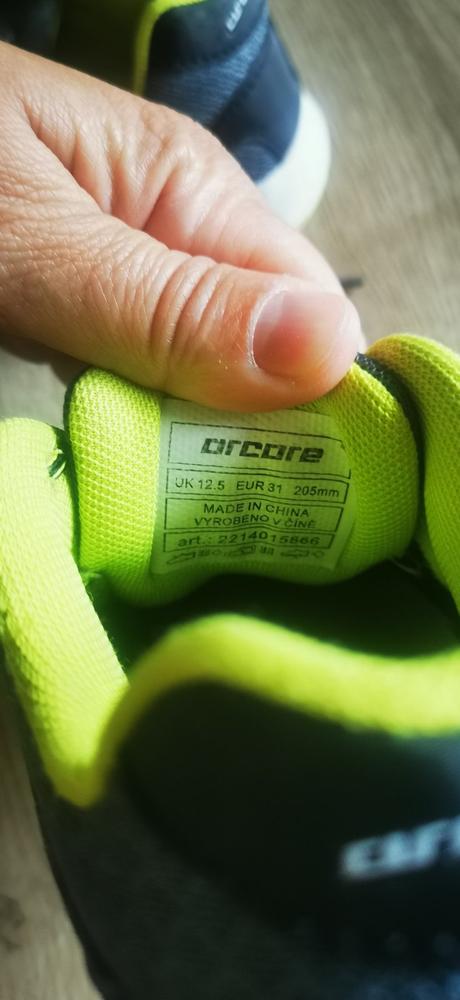 arcore
UK 12.5 EUR 31 205mm
MADE IN CHINA
VYROBENO V ČÍNĚ
art.: 2214015866